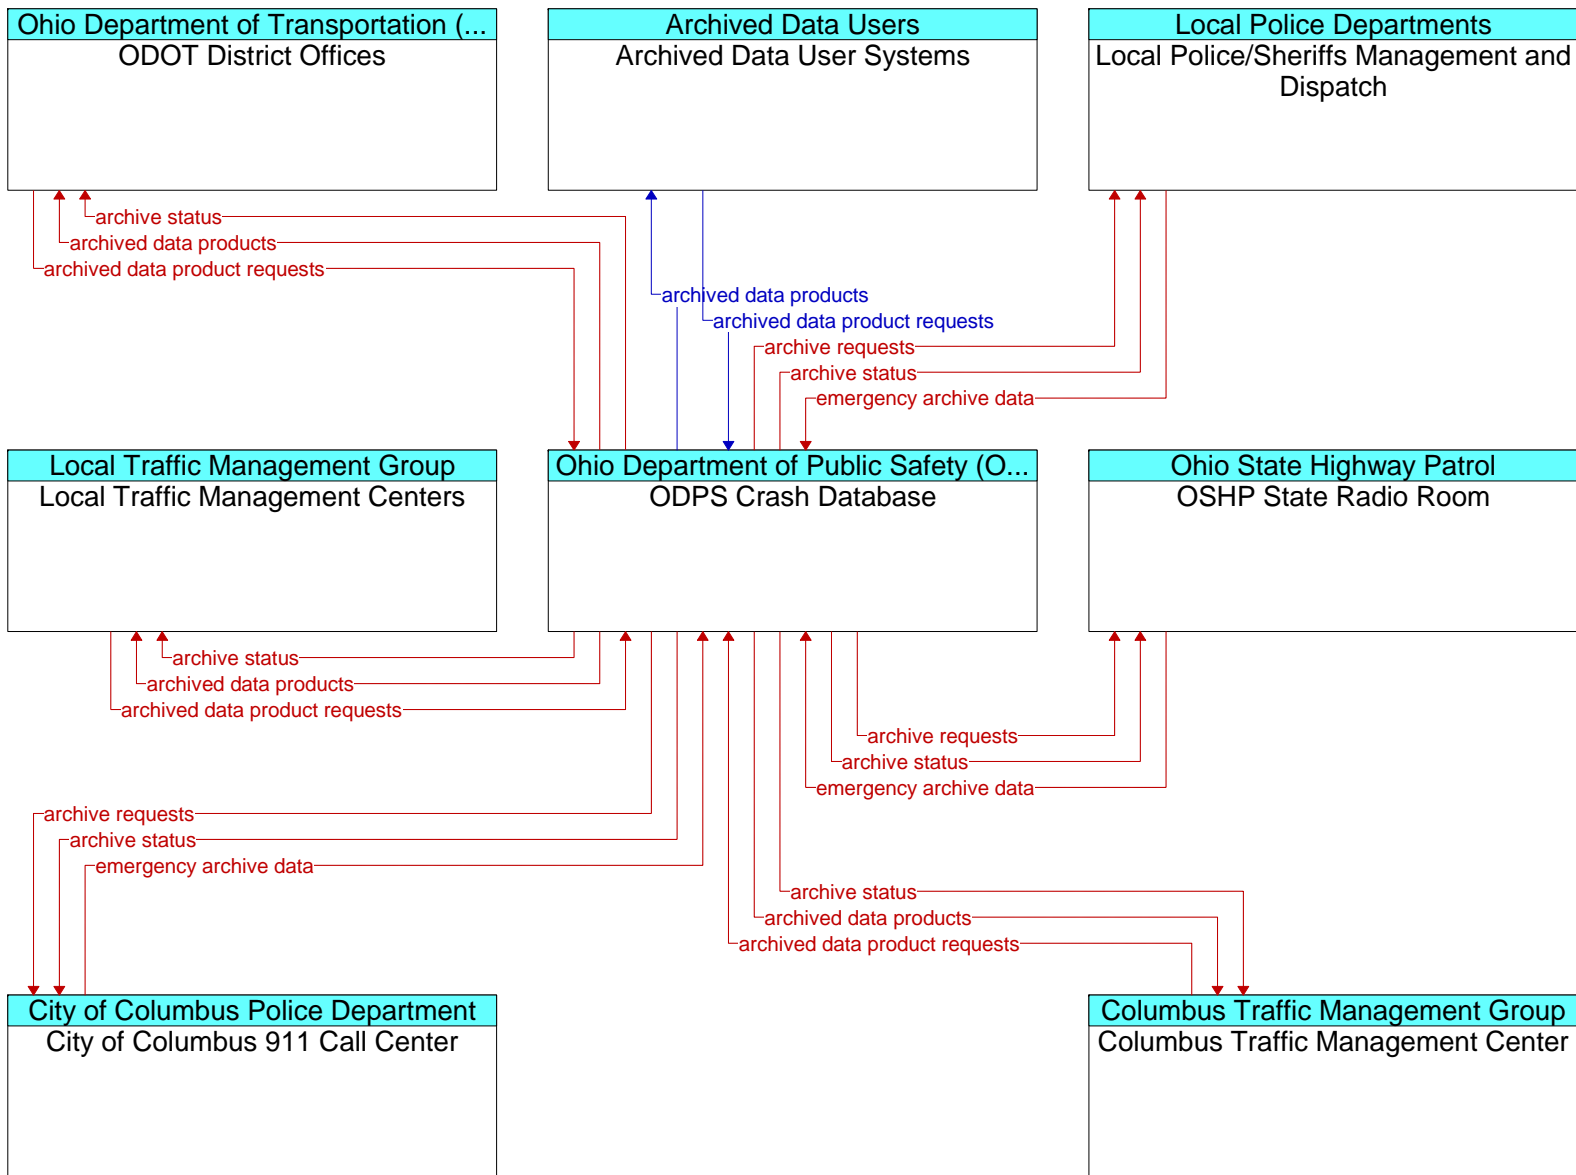 Ohio Department of Transportation (...
ODOT District Offices
Archived Data Users
Archived Data User Systems
Local Police Departments
Local Police/Sheriffs Management and
Dispatch
archive status
archived data products
archived data product requests
archived data products
archived data product requests
archive requests
archive status
emergency archive data
Local Traffic Management Group
Local Traffic Management Centers
Ohio Department of Public Safety (O...
ODPS Crash Database
Ohio State Highway Patrol
OSHP State Radio Room
archive status
archived data products
archived data product requests
archive requests
archive status
emergency archive data
archive requests
archive status
emergency archive data
archive status
archived data products
archived data product requests
City of Columbus Police Department
City of Columbus 911 Call Center
Columbus Traffic Management Group
Columbus Traffic Management Center